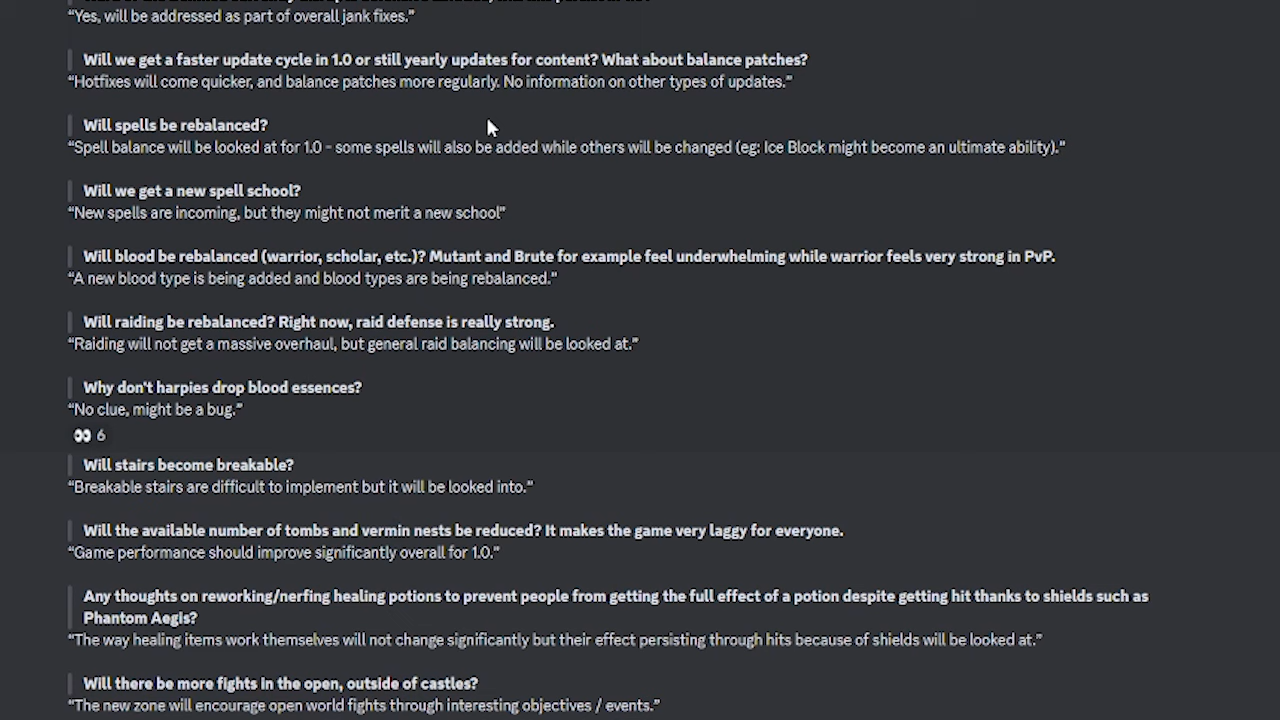 “Yes, will be addressed as part of overall jank fixes.”
Will we get a faster update cycle in 1.0 or still yearly updates for content? What about balance patches?
“Hotfixes will come quicker, and balance patches more regularly. No information on other types of updates.”
Will spells be rebalanced?
“Spell balance will be looked at for 1.0 - some spells will also be added while others will be changed (eg: Ice Block might become an ultimate ability).”
Will we get a new spell school?
“New spells are incoming, but they might not merit a new school”
Will blood be rebalanced (warrior, scholar, etc.)? Mutant and Brute for example feel underwhelming while warrior feels very strong in PvP.
“A new blood type is being added and blood types are being rebalanced.”
Will raiding be rebalanced? Right now, raid defense is really strong.
“Raiding will not get a massive overhaul, but general raid balancing will be looked at.”
Why don't harpies drop blood essences?
“No clue, might be a bug.”
👀 6
Will stairs become breakable?
“Breakable stairs are difficult to implement but it will be looked into.”
Will the available number of tombs and vermin nests be reduced? It makes the game very laggy for everyone.
“Game performance should improve significantly overall for 1.0.”
Any thoughts on reworking/nerfing healing potions to prevent people from getting the full effect of a potion despite getting hit thanks to shields such as
Phantom Aegis?
“The way healing items work themselves will not change significantly but their effect persisting through hits because of shields will be looked at.”
Will there be more fights in the open, outside of castles?
“The new zone will encourage open world fights through interesting objectives / events.”